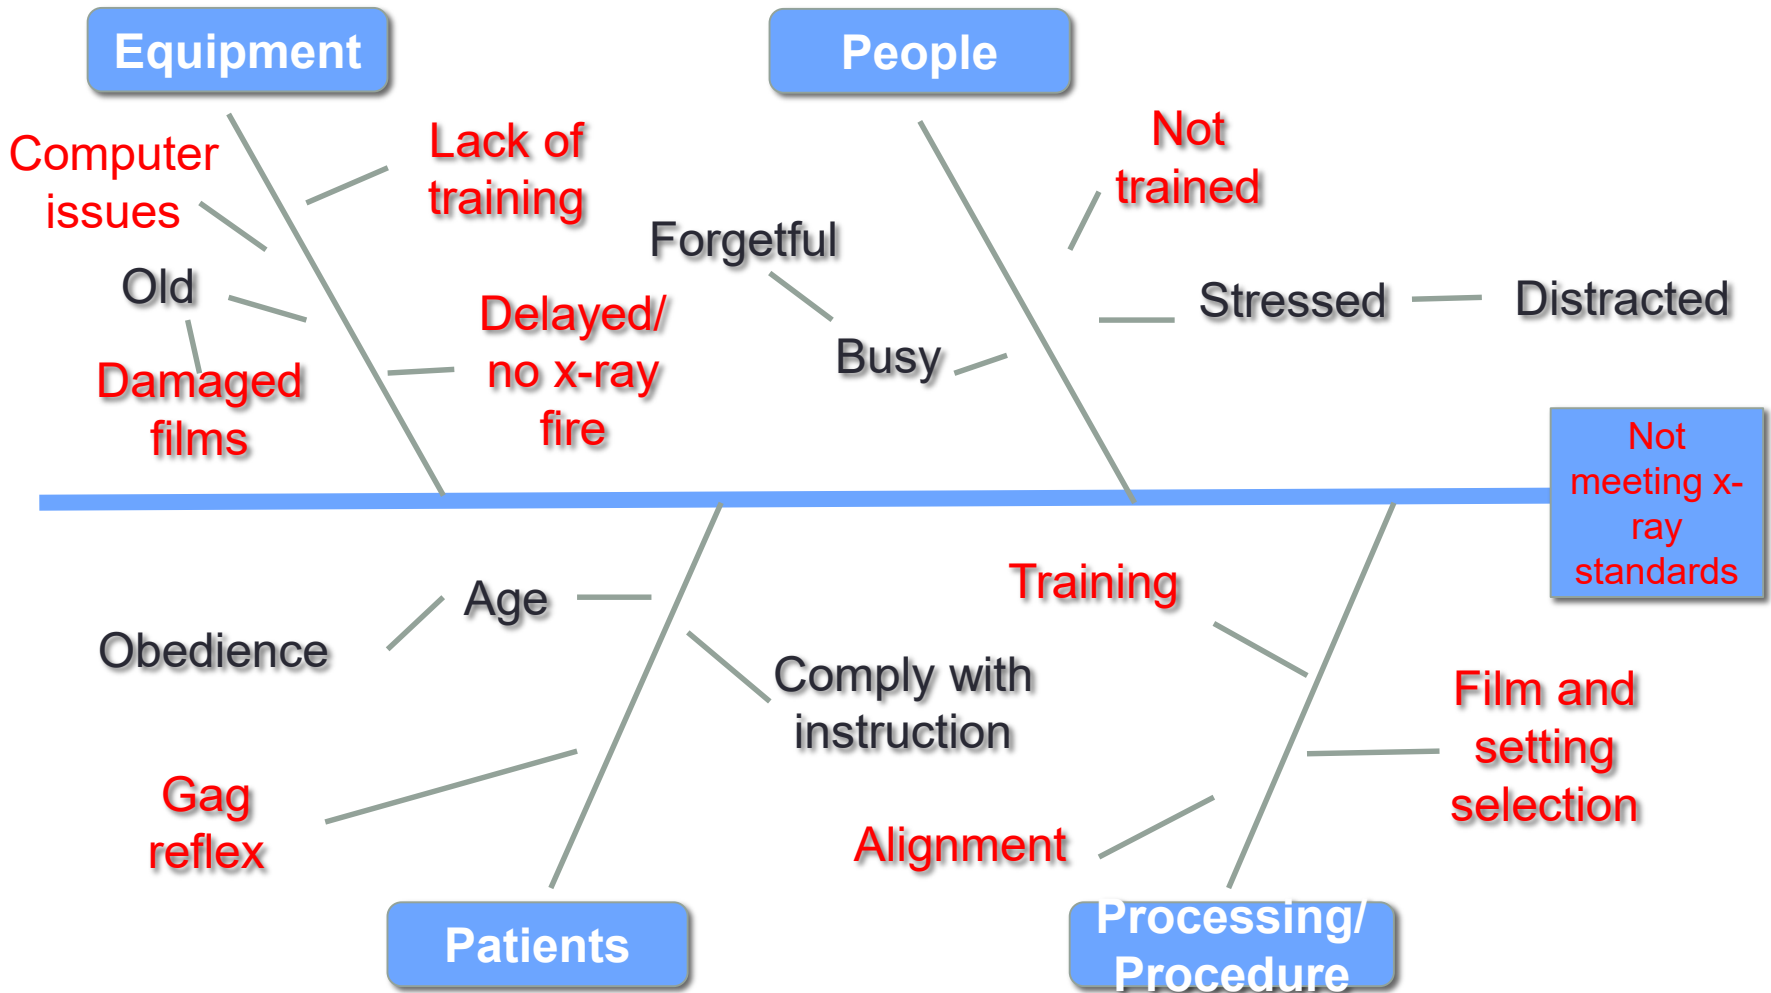 Equipment
People
Computer
issues
Lack of
training
Old
Damaged
films
Delayed/
no x-ray
fire
Forgetful
Busy
Not
trained
Stressed
Distracted
Not
meeting x-
ray
standards
Age
Obedience
Comply with
instruction
Gag
reflex
Training
Film and
setting
selection
Alignment
Patients
Processing/
Procedure